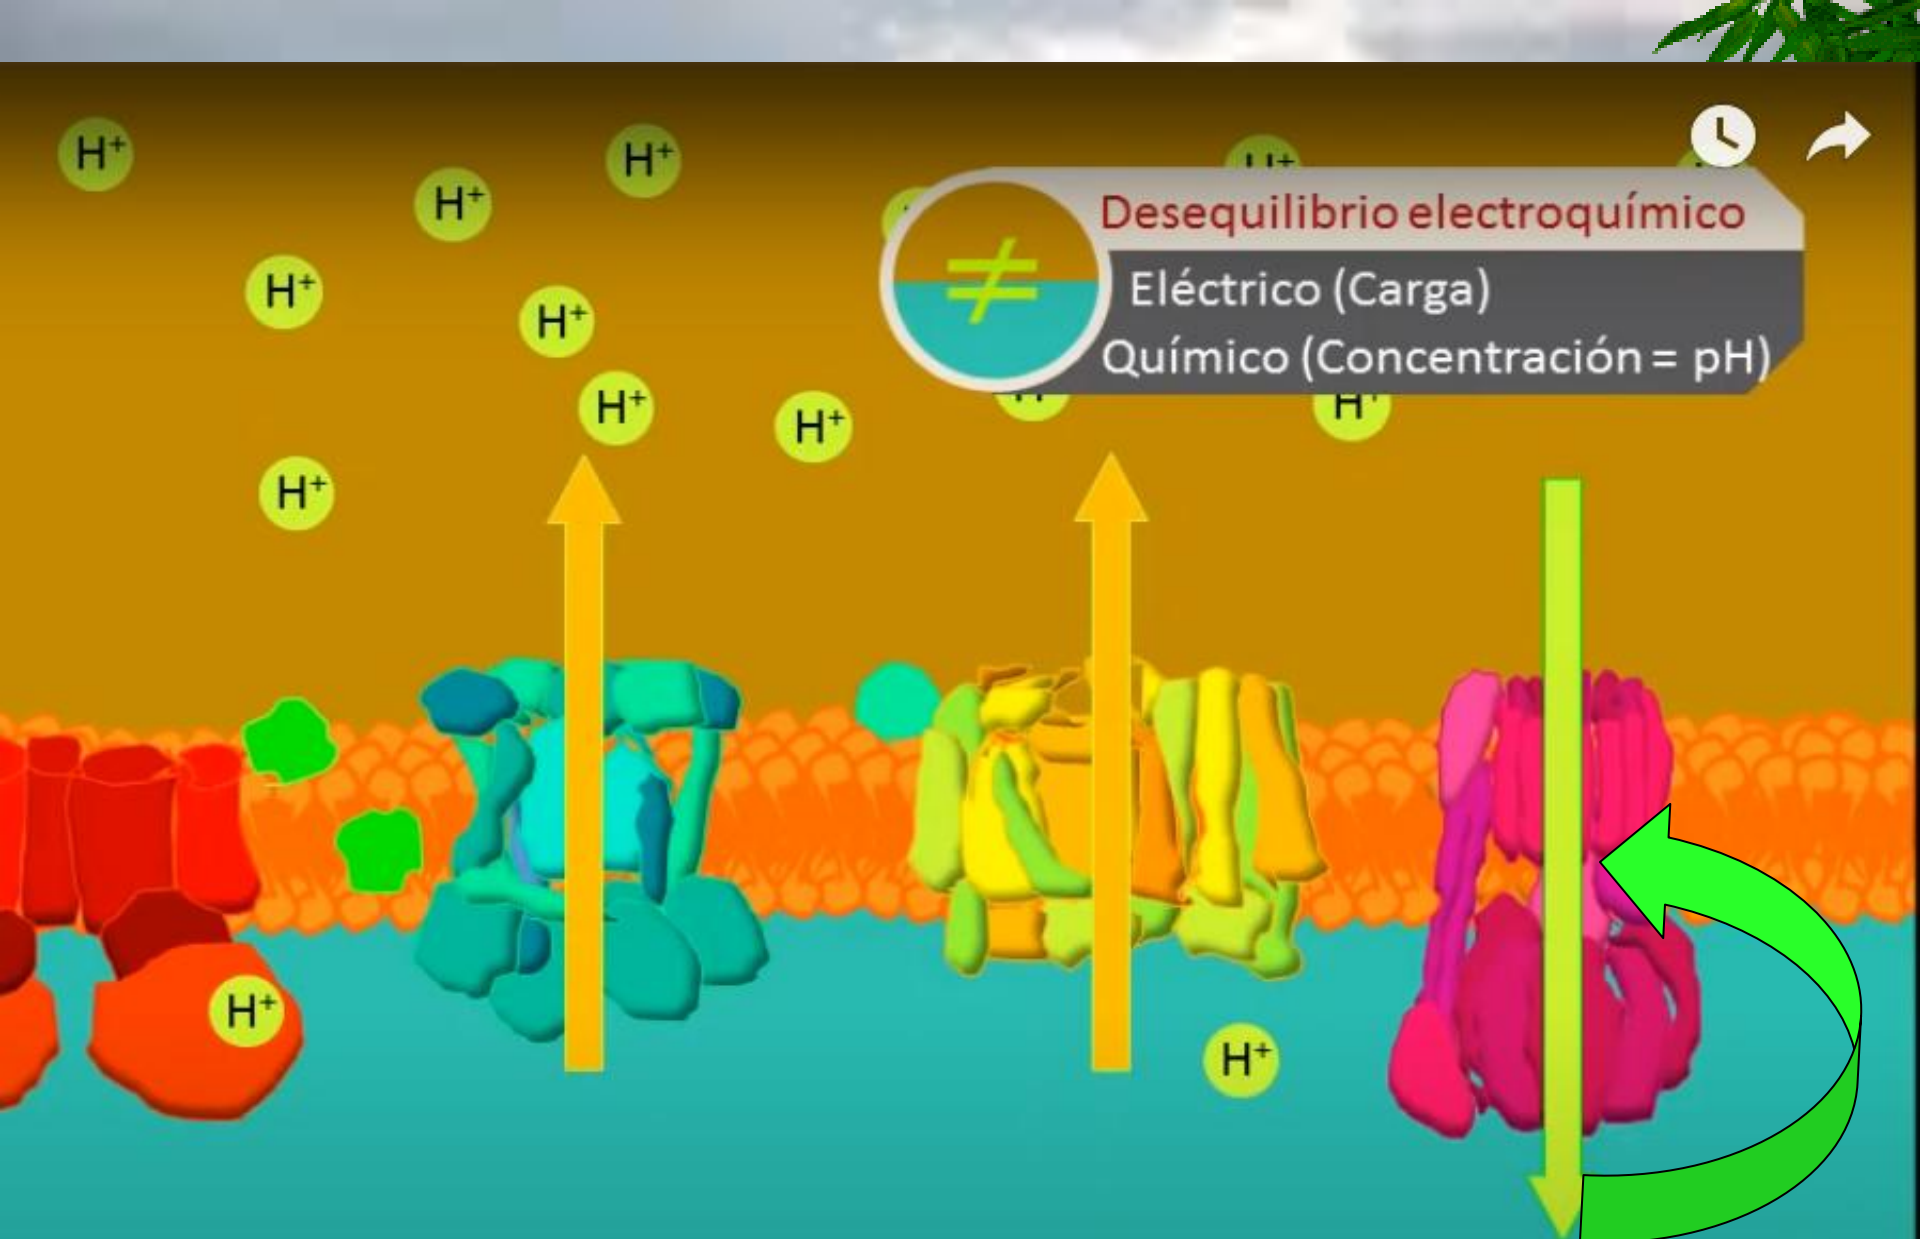 H⁺
H⁺
H⁺
H⁺
Desequilibrio electroquímico
H⁺
Eléctrico (Carga)
H⁺
Químico (Concentración = pH)
H⁺
H⁺
H⁺
H⁺
≠
H⁺
H⁺